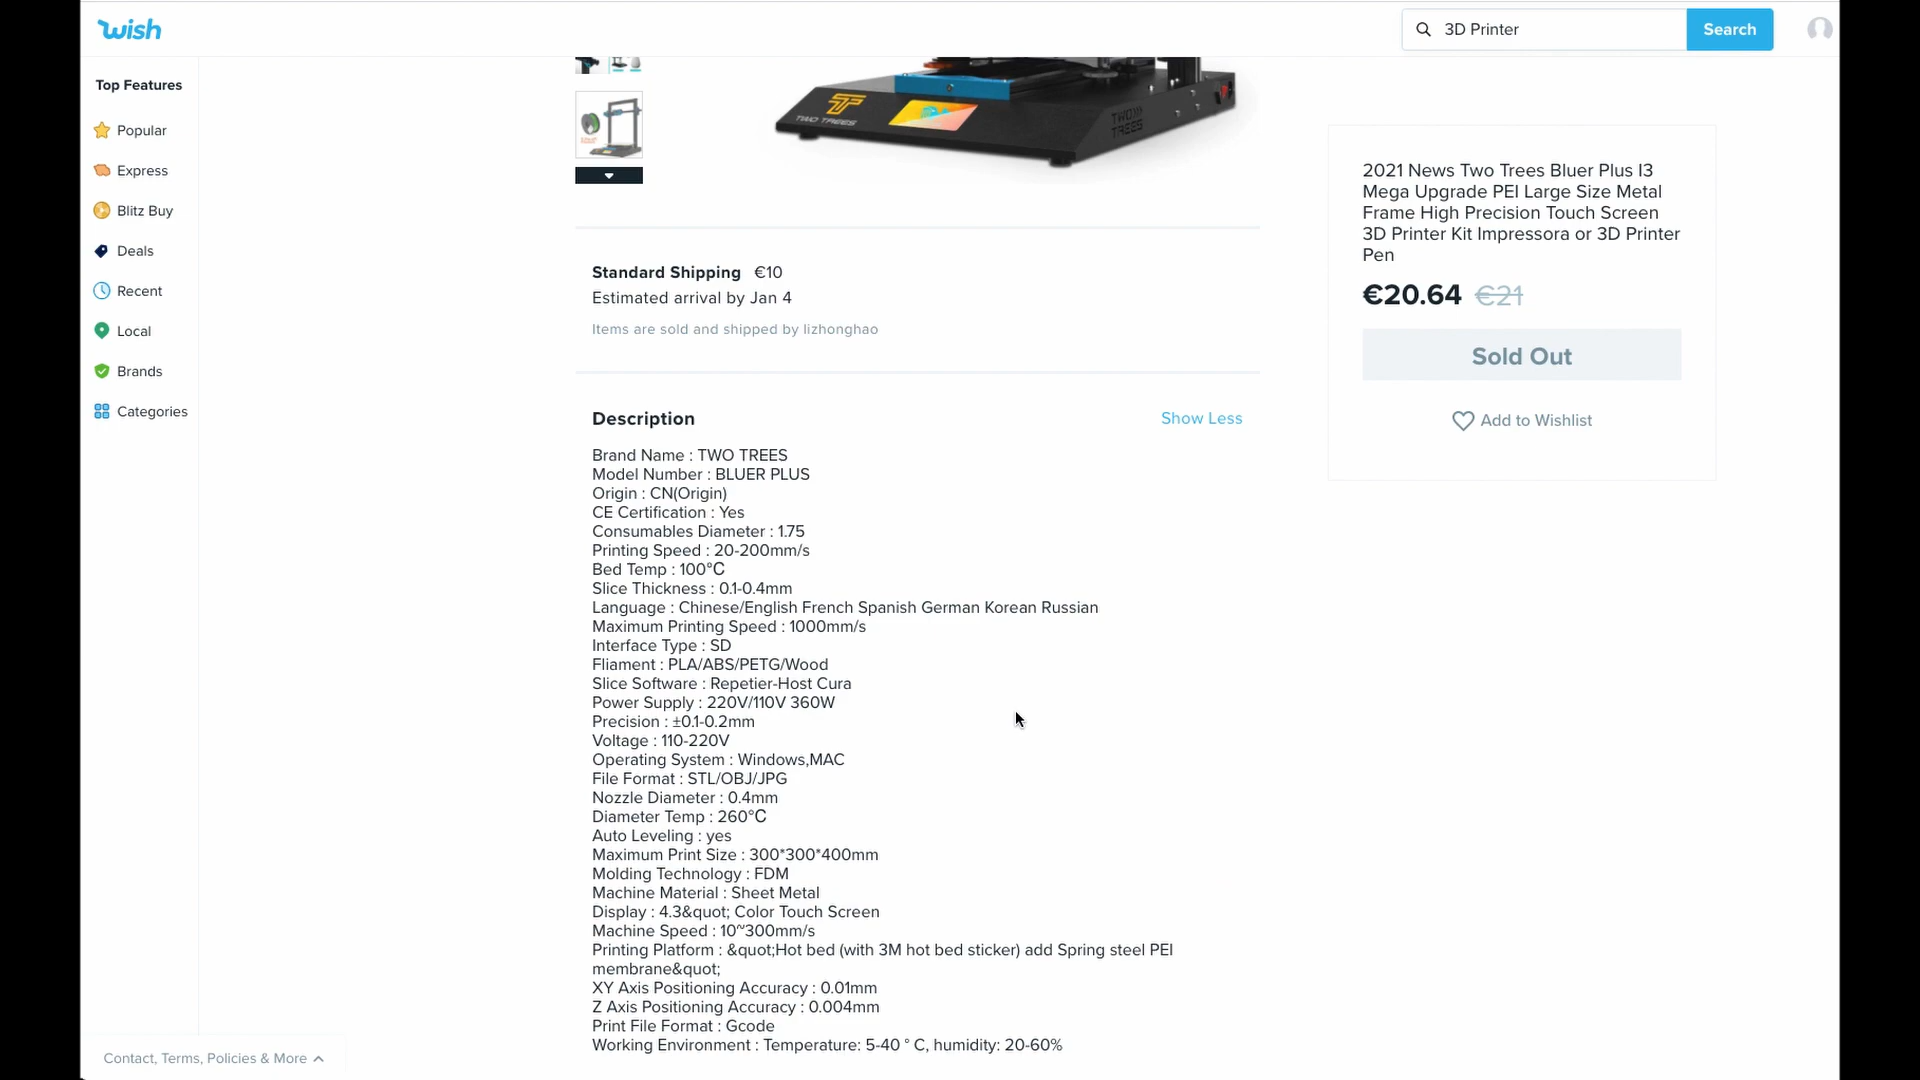 wish
3D Printer
Search
Top Features
Popular
Express
Blitz Buy
Deals
Recent
Local
Brands
Categories
Contact, Terms, Policies & More
TWO TREES
TWO
TREES
Standard Shipping €10
Estimated arrival by Jan 4
Items are sold and shipped by lizhonghao
Description
Show Less
Brand Name : TWO TREES
Model Number : BLUER PLUS
Origin : CN(Origin)
CE Certification : Yes
Consumables Diameter : 1.75
Printing Speed : 20-200mm/s
Bed Temp : 100℃
Slice Thickness : 0.1-0.4mm
Language : Chinese/English French Spanish German Korean Russian
Maximum Printing Speed : 1000mm/s
Interface Type : SD
Fliament : PLA/ABS/PETG/Wood
Slice Software : Repetier-Host Cura
Power Supply : 220V/110V 360W
Precision : ±0.1-0.2mm
Voltage : 110-220V
Operating System : Windows,MAC
File Format : STL/OBJ/JPG
Nozzle Diameter : 0.4mm
Diameter Temp : 260℃
Auto Leveling : yes
Maximum Print Size : 300*300*400mm
Molding Technology : FDM
Machine Material : Sheet Metal
Display : 4.3&quot; Color Touch Screen
Machine Speed : 10~300mm/s
Printing Platform : &quot;Hot bed (with 3M hot bed sticker) add Spring steel PEI
membrane&quot;
XY Axis Positioning Accuracy : 0.01mm
Z Axis Positioning Accuracy : 0.004mm
Print File Format : Gcode
Working Environment : Temperature: 5-40 ° C, humidity: 20-60%
2021 News Two Trees Bluer Plus I3
Mega Upgrade PEI Large Size Metal
Frame High Precision Touch Screen
3D Printer Kit Impressora or 3D Printer
Pen
€20.64 €21
Sold Out
Add to Wishlist